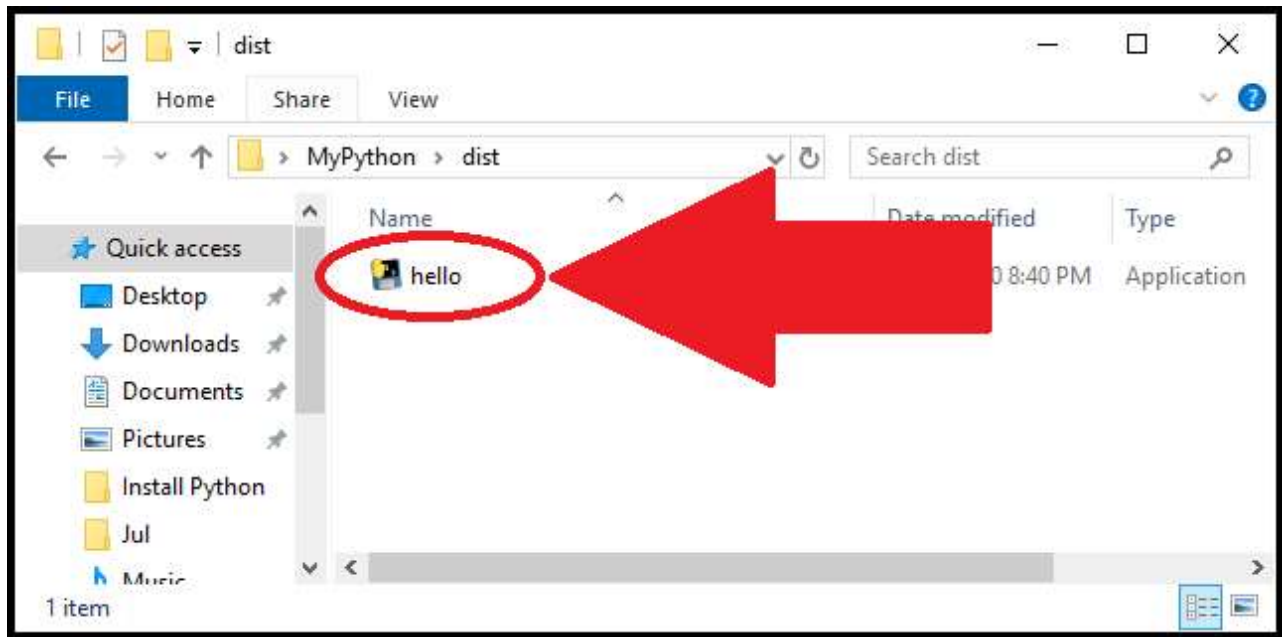 dist
File Home Share View
MyPython > dist
Search dist
Name Date modified Type
Quick access
hello 0 8:40 PM Application
Desktop
Downloads
Documents
Pictures
Install Python
Jul
Music
1 item